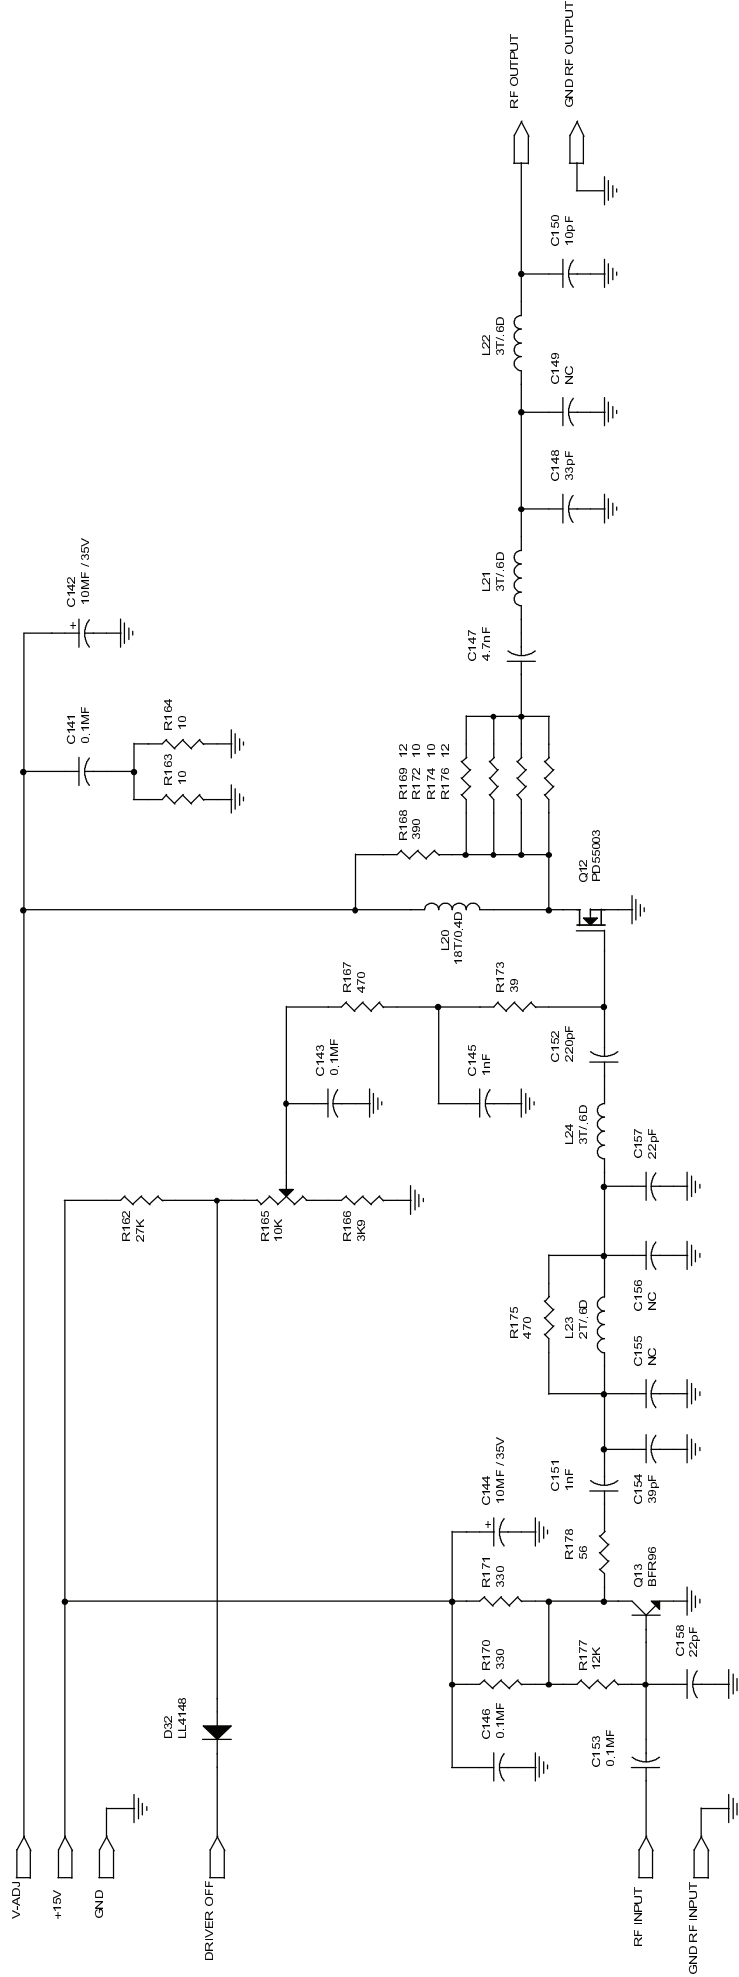 V-ADJ
+15V
GND
DRIVER OFF
RF INPUT
GND RF INPUT
D32
LL4148
C146
0.1MF
R170
330
R171
330
C144
10MF / 35V
+
C153
0.1MF
R177
12K
C158
22pF
Q13
BFR96
R178
56
C151
1nF
C154
39pF
C155
NC
C156
NC
C157
22pF
R175
470
L23
2T/.6D
L24
3T/.6D
C152
220pF
R162
27K
R165
10K
R166
3K9
C143
0.1MF
R167
470
C145
1nF
R173
39
L20
18T/0,4D
Q12
PD55003
R168
390
R169 12
R172 10
R174 10
R176 12
R163
10
R164
10
C141
0.1MF
C142
10MF / 35V
+
C147
4.7nF
L21
3T/.6D
C148
33pF
C149
NC
L22
3T/.6D
C150
10pF
RF OUTPUT
GND RF OUTPUT